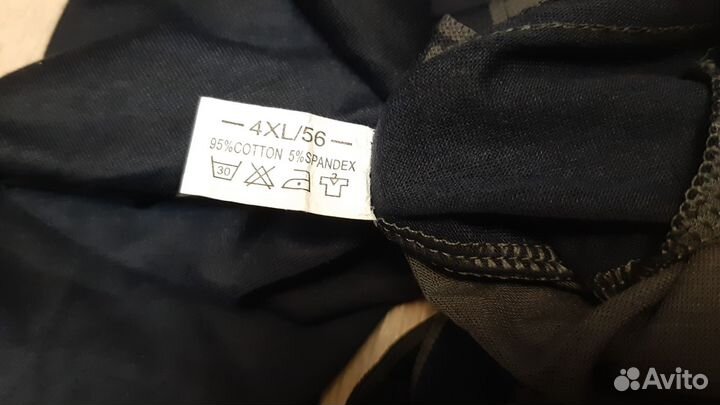 — 4XL/56 —
95%COTTON 5%SPANDEX
30
Avito